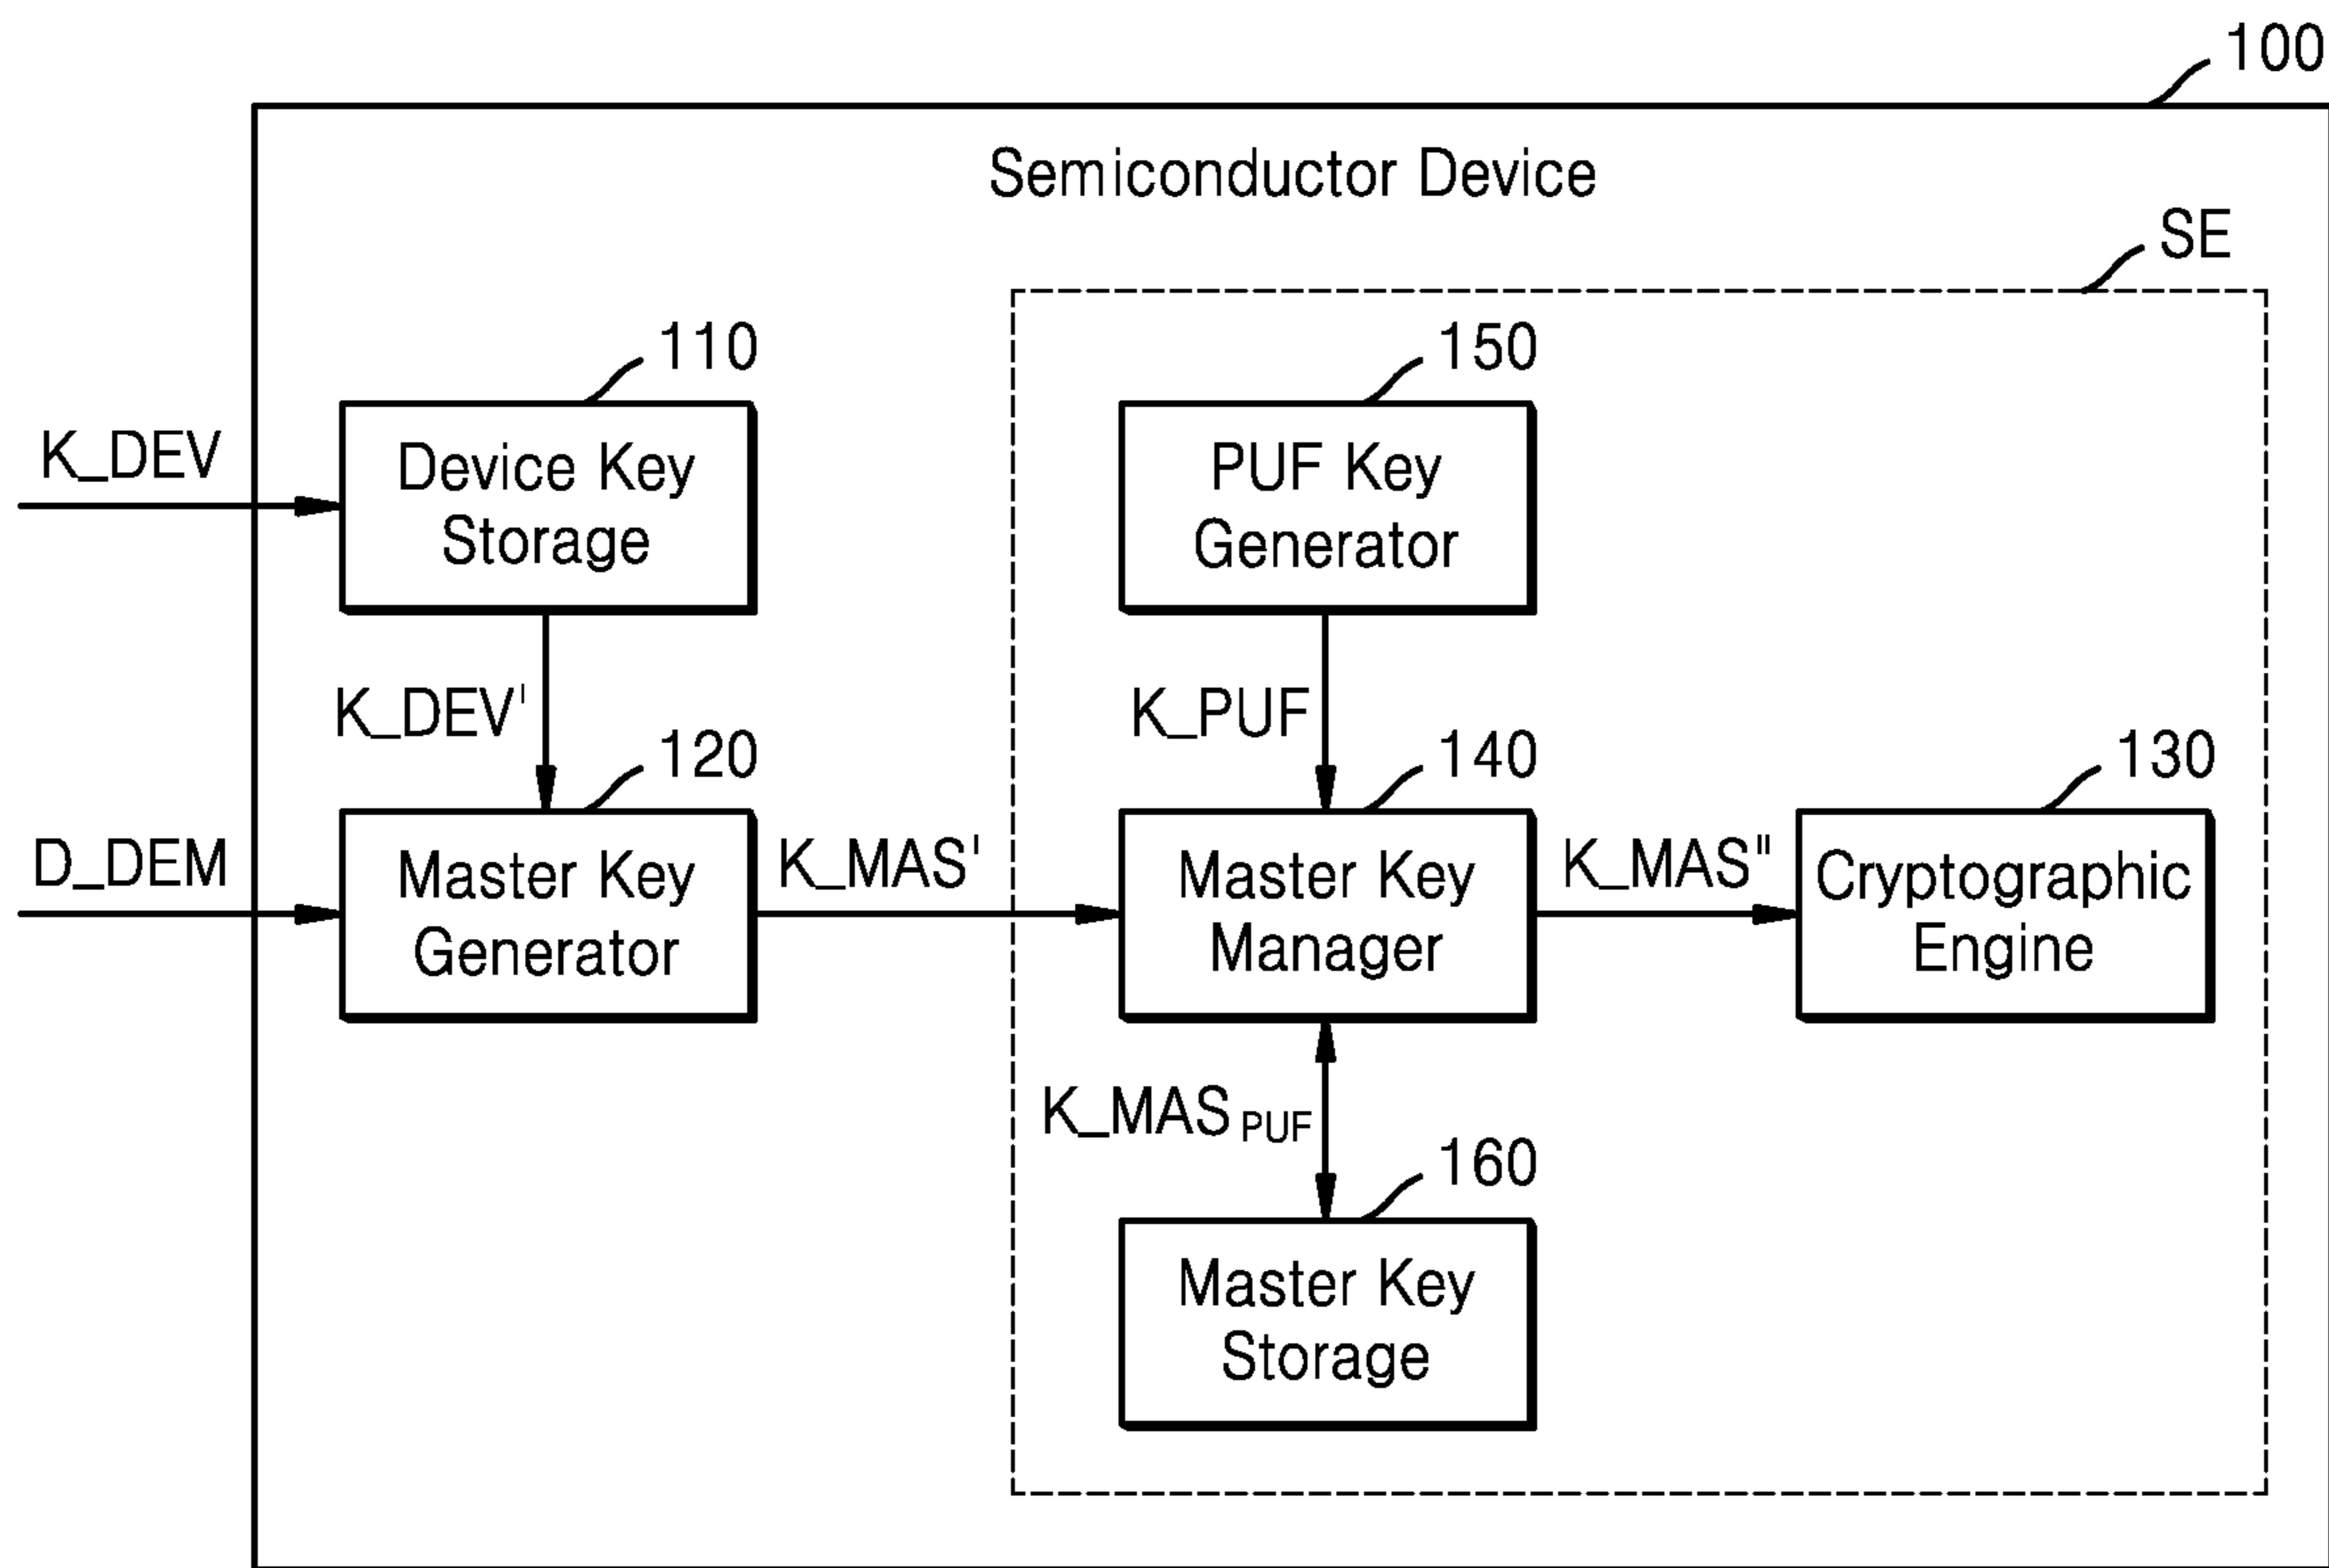 100
Semiconductor Device
SE
110
150
K_DEV
Device Key
Storage
PUF Key
Generator
K_DEV'
K_PUF
120
140
130
D_DEM
Master Key
Generator
K_MAS'
Master Key
Manager
K_MAS"
Cryptographic
Engine
K_MAS PUF
160
Master Key
Storage